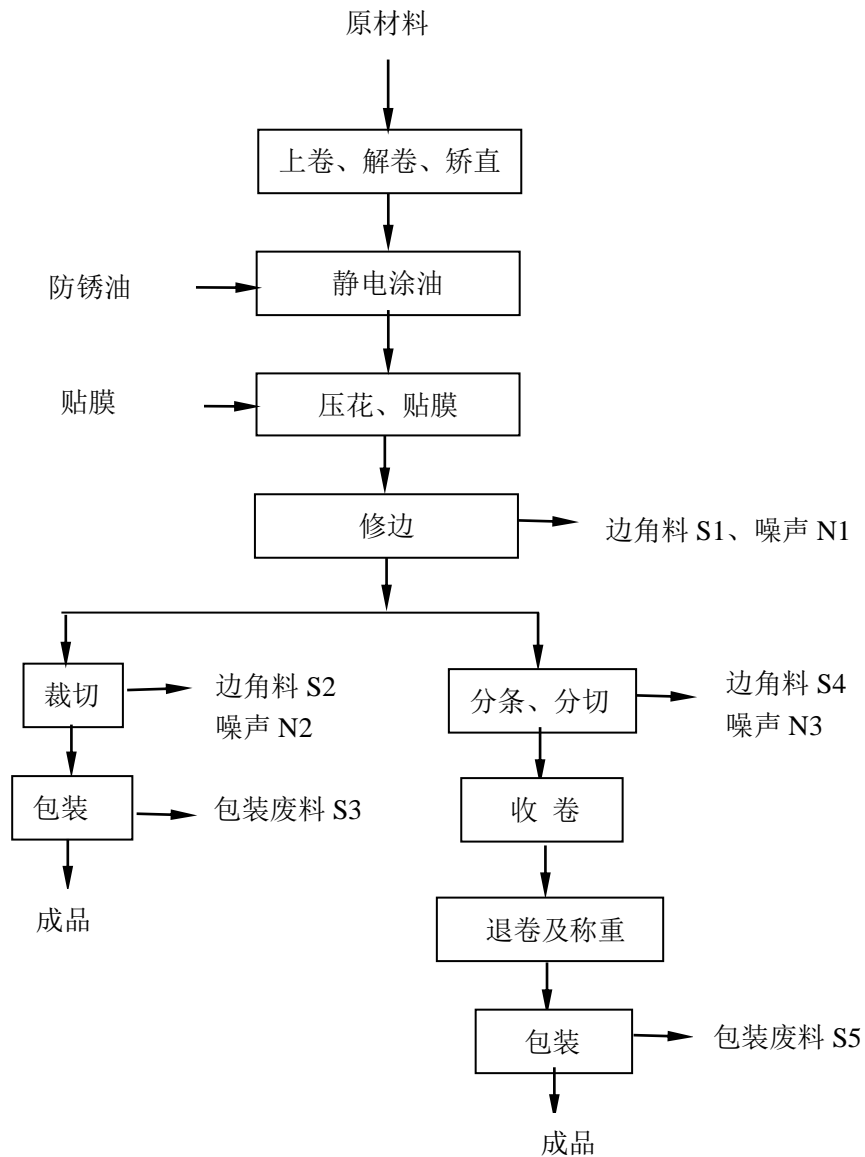 原材料
上卷、解卷、矫直
防锈油
静电涂油
贴膜
压花、贴膜
修边
边角料 S1、噪声 N1
裁切
边角料 S2
噪声 N2
分条、分切
边角料 S4
噪声 N3
包装
包装废料 S3
收 卷
成品
退卷及称重
包装
包装废料 S5
成品